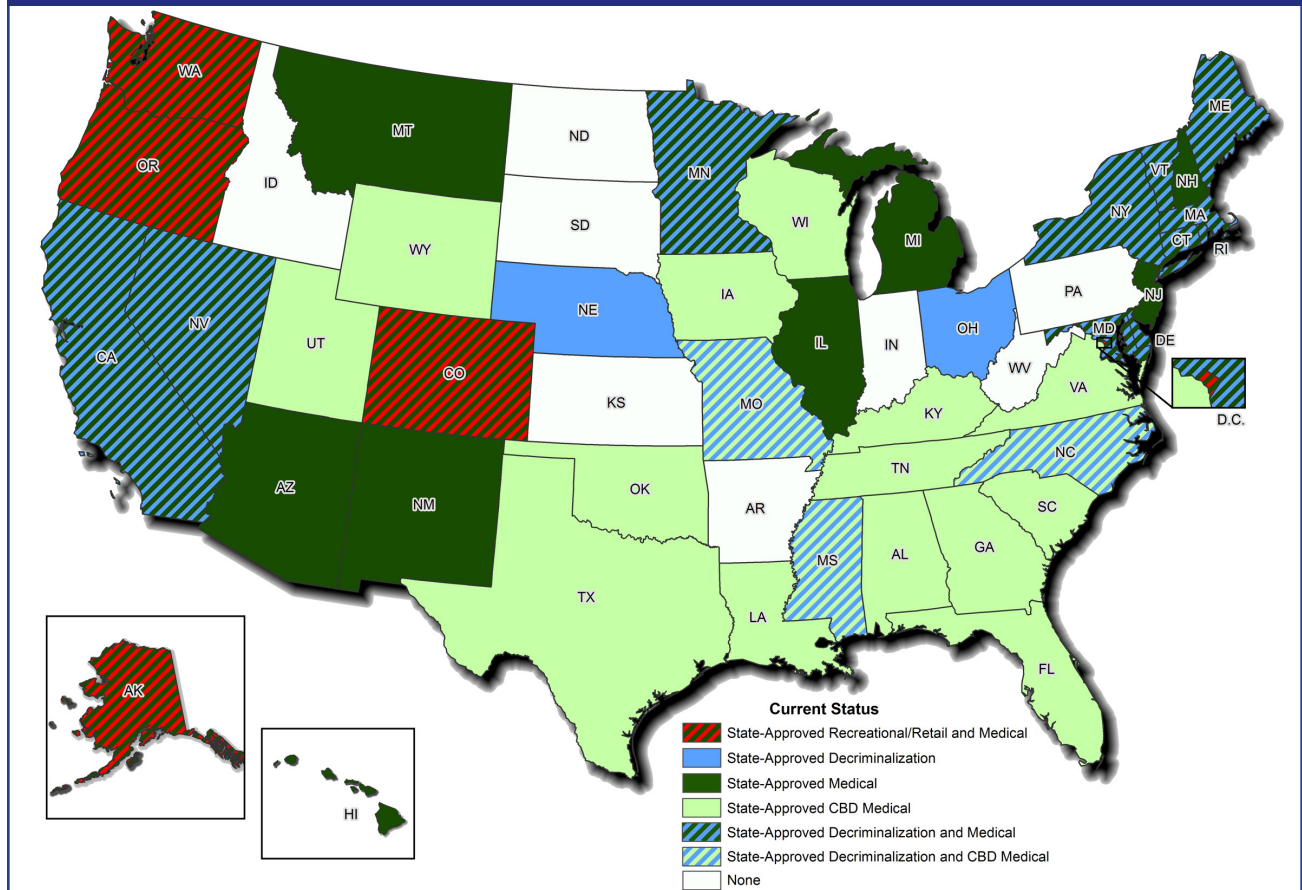 WA
OR
ID
MT
ND
SD
MN
WI
MI
WY
NE
IA
NV
UT
CO
KS
CA
AZ
NM
OK
TX
MO
IL
IN
OH
PA
NY
VT
NH
ME
MA
CT
RI
NJ
MD
DE
WV
VA
D.C.
KY
TN
NC
SC
AR
MS
AL
GA
LA
FL
AK
HI
Current Status
State-Approved Recreational/Retail and Medical
State-Approved Decriminalization
State-Approved Medical
State-Approved CBD Medical
State-Approved Decriminalization and Medical
State-Approved Decriminalization and CBD Medical
None